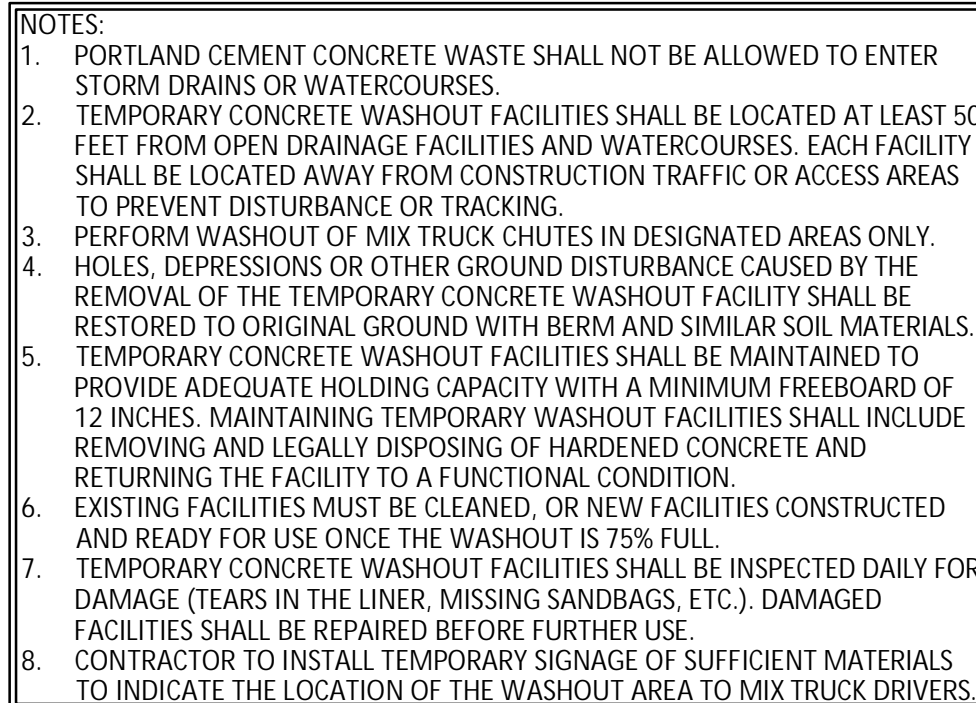 NOTES:
1. PORTLAND CEMENT CONCRETE WASTE SHALL NOT BE ALLOWED TO ENTER
STORM DRAINS OR WATERCOURSES.
2. TEMPORARY CONCRETE WASHOUT FACILITIES SHALL BE LOCATED AT LEAST 50
FEET FROM OPEN DRAINAGE FACILITIES AND WATERCOURSES. EACH FACILITY
SHALL BE LOCATED AWAY FROM CONSTRUCTION TRAFFIC OR ACCESS AREAS
TO PREVENT DISTURBANCE OR TRACKING.
3. PERFORM WASHOUT OF MIX TRUCK CHUTES IN DESIGNATED AREAS ONLY.
4. HOLES, DEPRESSIONS OR OTHER GROUND DISTURBANCE CAUSED BY THE
REMOVAL OF THE TEMPORARY CONCRETE WASHOUT FACILITY SHALL BE
RESTORED TO ORIGINAL GROUND WITH BERM AND SIMILAR SOIL MATERIALS.
5. TEMPORARY CONCRETE WASHOUT FACILITIES SHALL BE MAINTAINED TO
PROVIDE ADEQUATE HOLDING CAPACITY WITH A MINIMUM FREEBOARD OF
12 INCHES. MAINTAINING TEMPORARY WASHOUT FACILITIES SHALL INCLUDE
REMOVING AND LEGALLY DISPOSING OF HARDENED CONCRETE AND
RETURNING THE FACILITY TO A FUNCTIONAL CONDITION.
6. EXISTING FACILITIES MUST BE CLEANED, OR NEW FACILITIES CONSTRUCTED
AND READY FOR USE ONCE THE WASHOUT IS 75% FULL.
7. TEMPORARY CONCRETE WASHOUT FACILITIES SHALL BE INSPECTED DAILY FOR
DAMAGE (TEARS IN THE LINER, MISSING SANDBAGS, ETC.). DAMAGED
FACILITIES SHALL BE REPAIRED BEFORE FURTHER USE.
8. CONTRACTOR TO INSTALL TEMPORARY SIGNAGE OF SUFFICIENT MATERIALS
TO INDICATE THE LOCATION OF THE WASHOUT AREA TO MIX TRUCK DRIVERS.